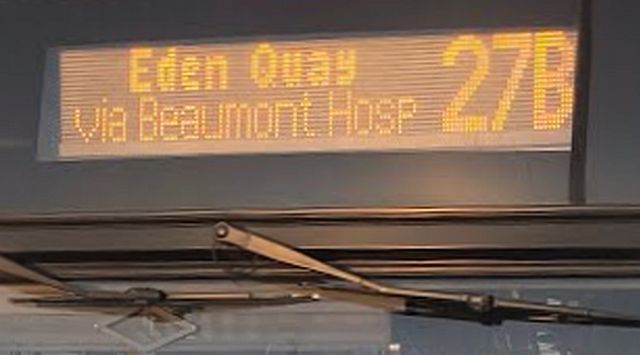 Eden Quay
via Beaumont Hosp
27B